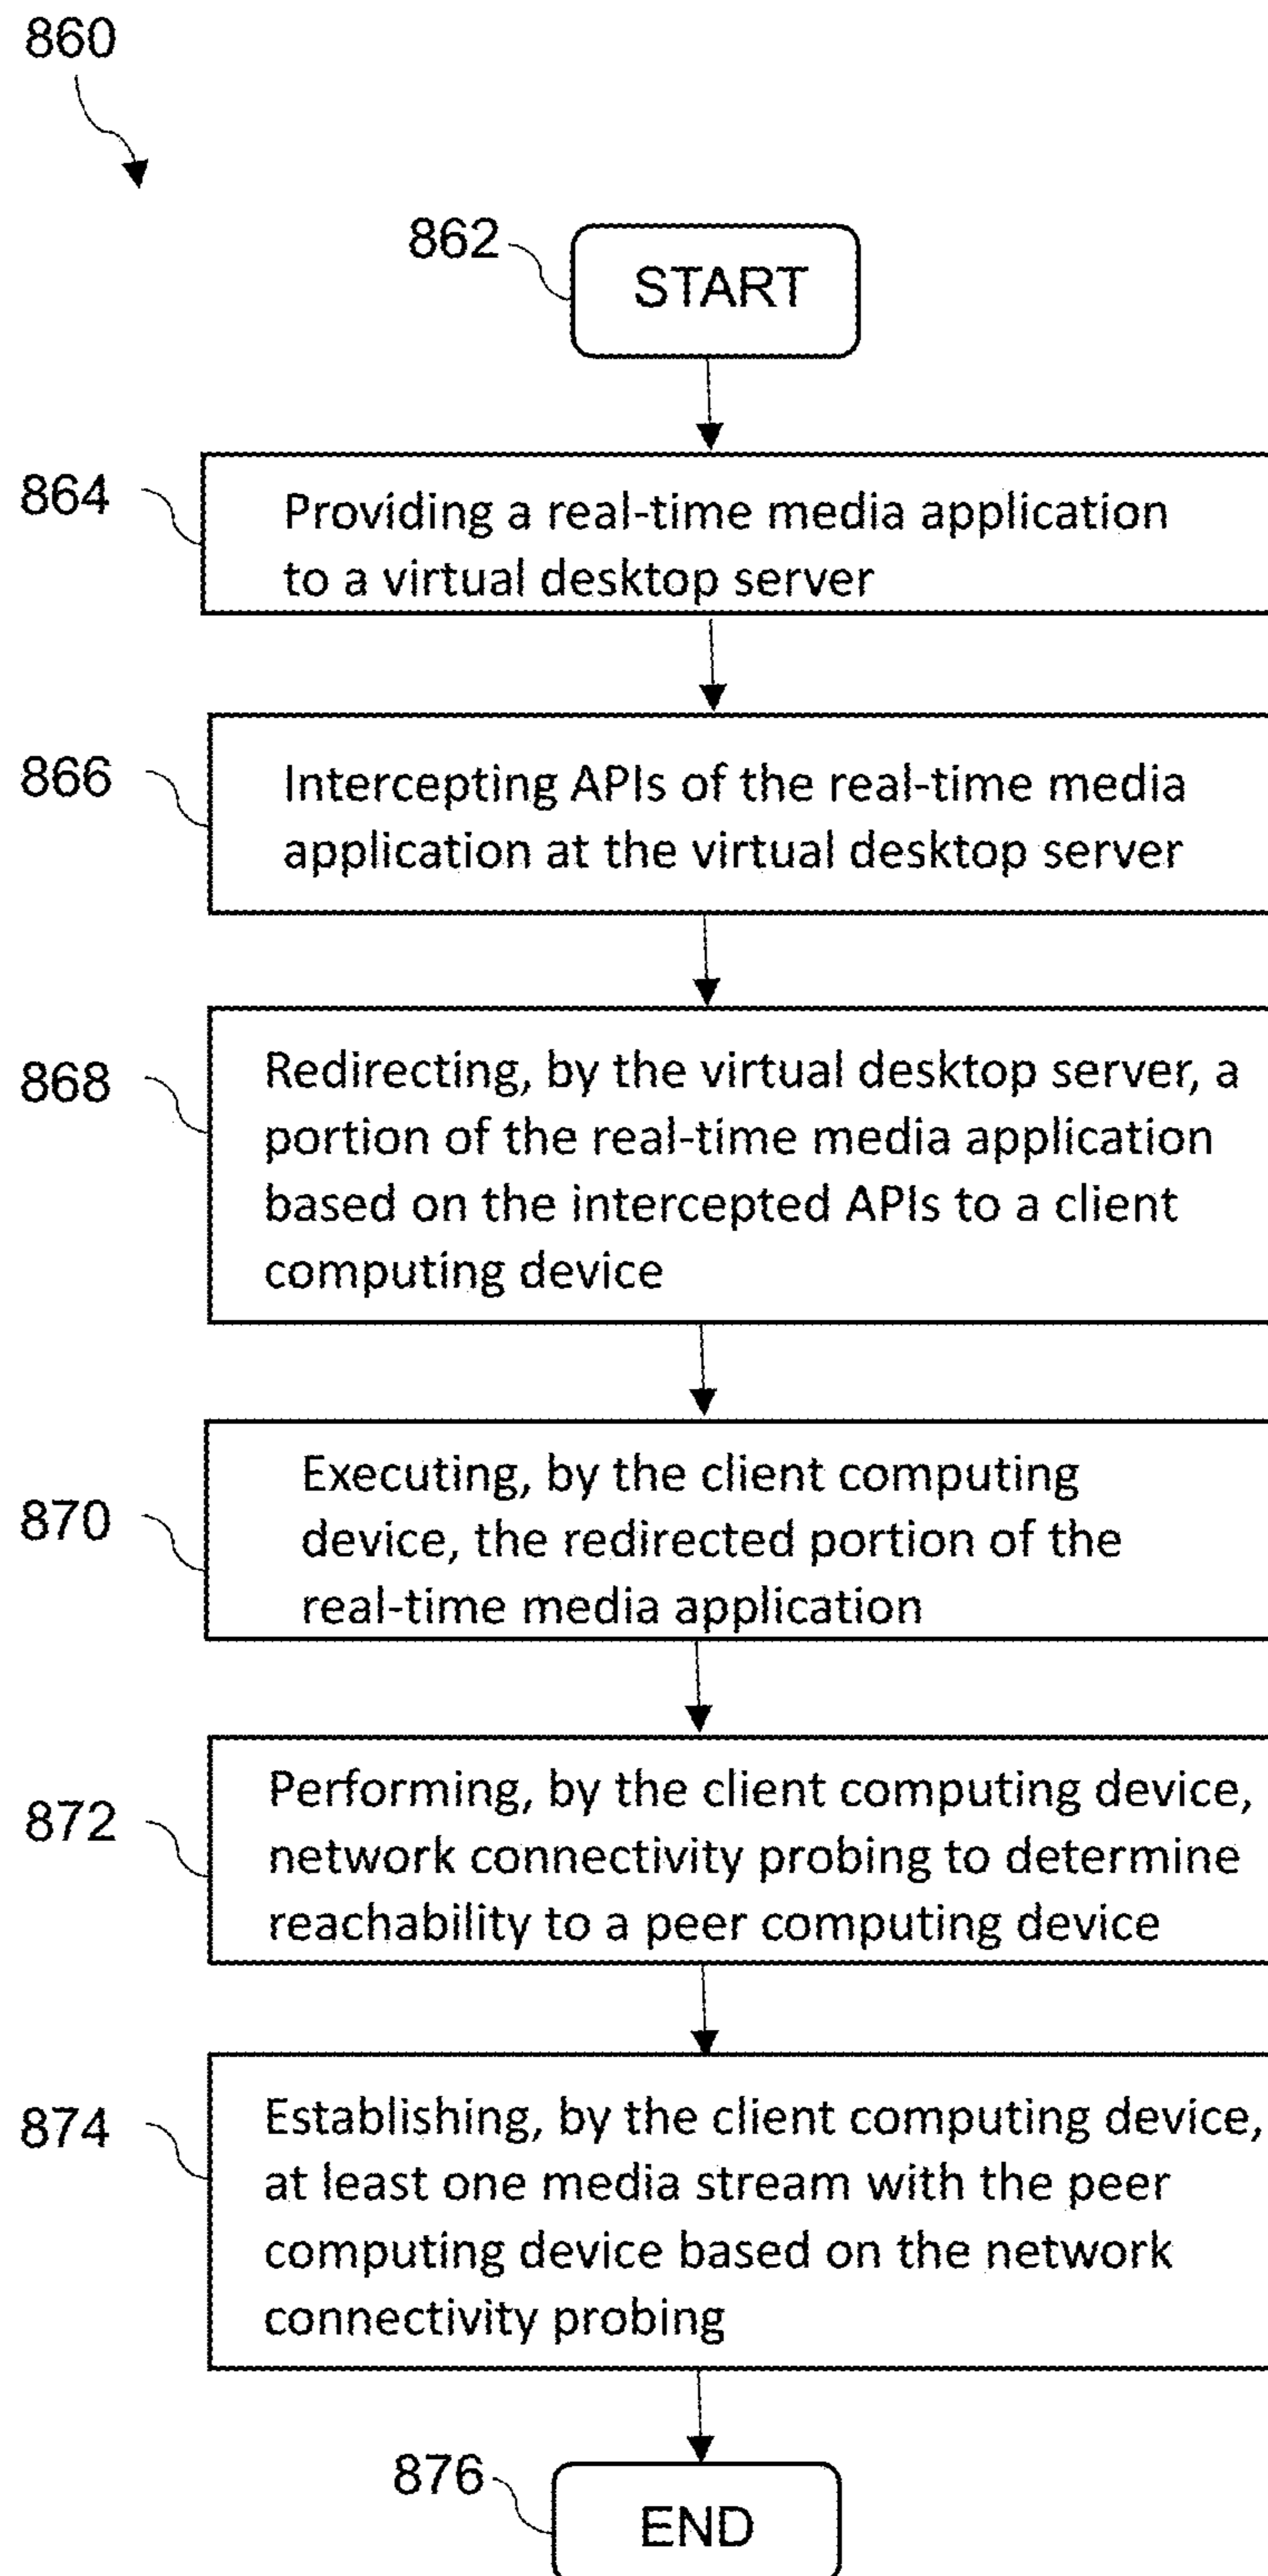 860
862
START
864
Providing a real-time media application
to a virtual desktop server
866
Intercepting APIs of the real-time media
application at the virtual desktop server
868
Redirecting, by the virtual desktop server, a
portion of the real-time media application
based on the intercepted APIs to a client
computing device
870
Executing, by the client computing
device, the redirected portion of the
real-time media application
872
Performing, by the client computing device,
network connectivity probing to determine
reachability to a peer computing device
874
Establishing, by the client computing device,
at least one media stream with the peer
computing device based on the network
connectivity probing
876
END